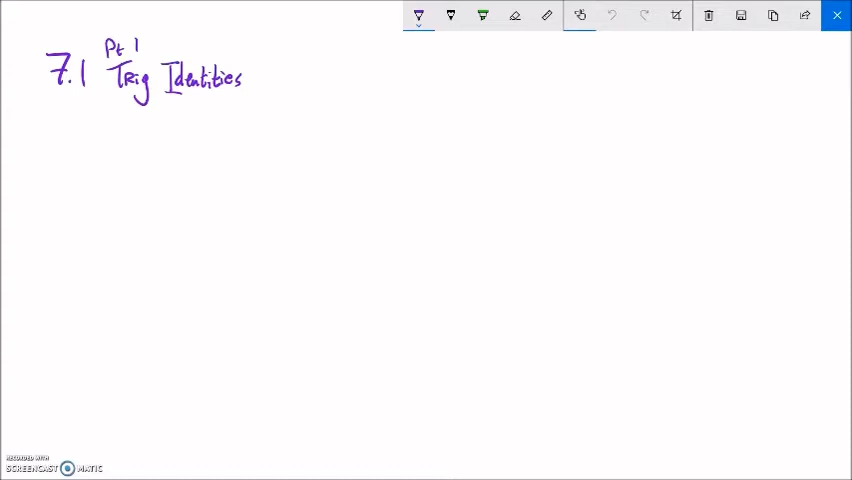 Pt 1
7.1 Trig Identities
RECORDED WITH
SCREENCAST MATIC